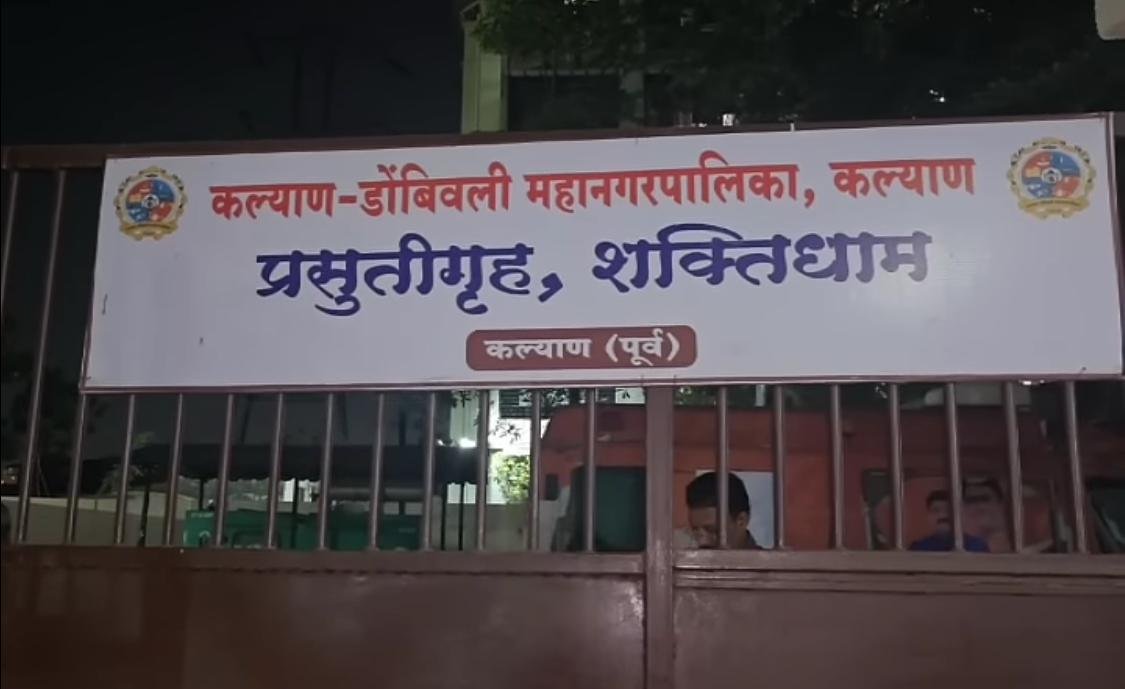 कल्याण-डोंबिवली महानगरपालिका, कल्याण
प्रसुतीगृह, शक्तिधाम
कल्याण (पूर्व)